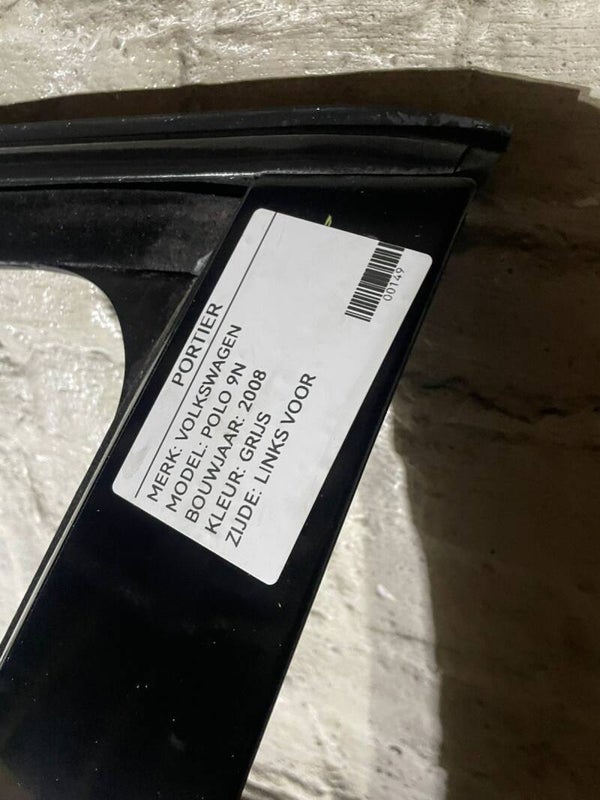 PORTIER
MERK: VOLKSWAGEN
MODEL: POLO 9N
BOUWJAAR: 2008
KLEUR: GRIJS
ZIJDE: LINKS VOOR
00149